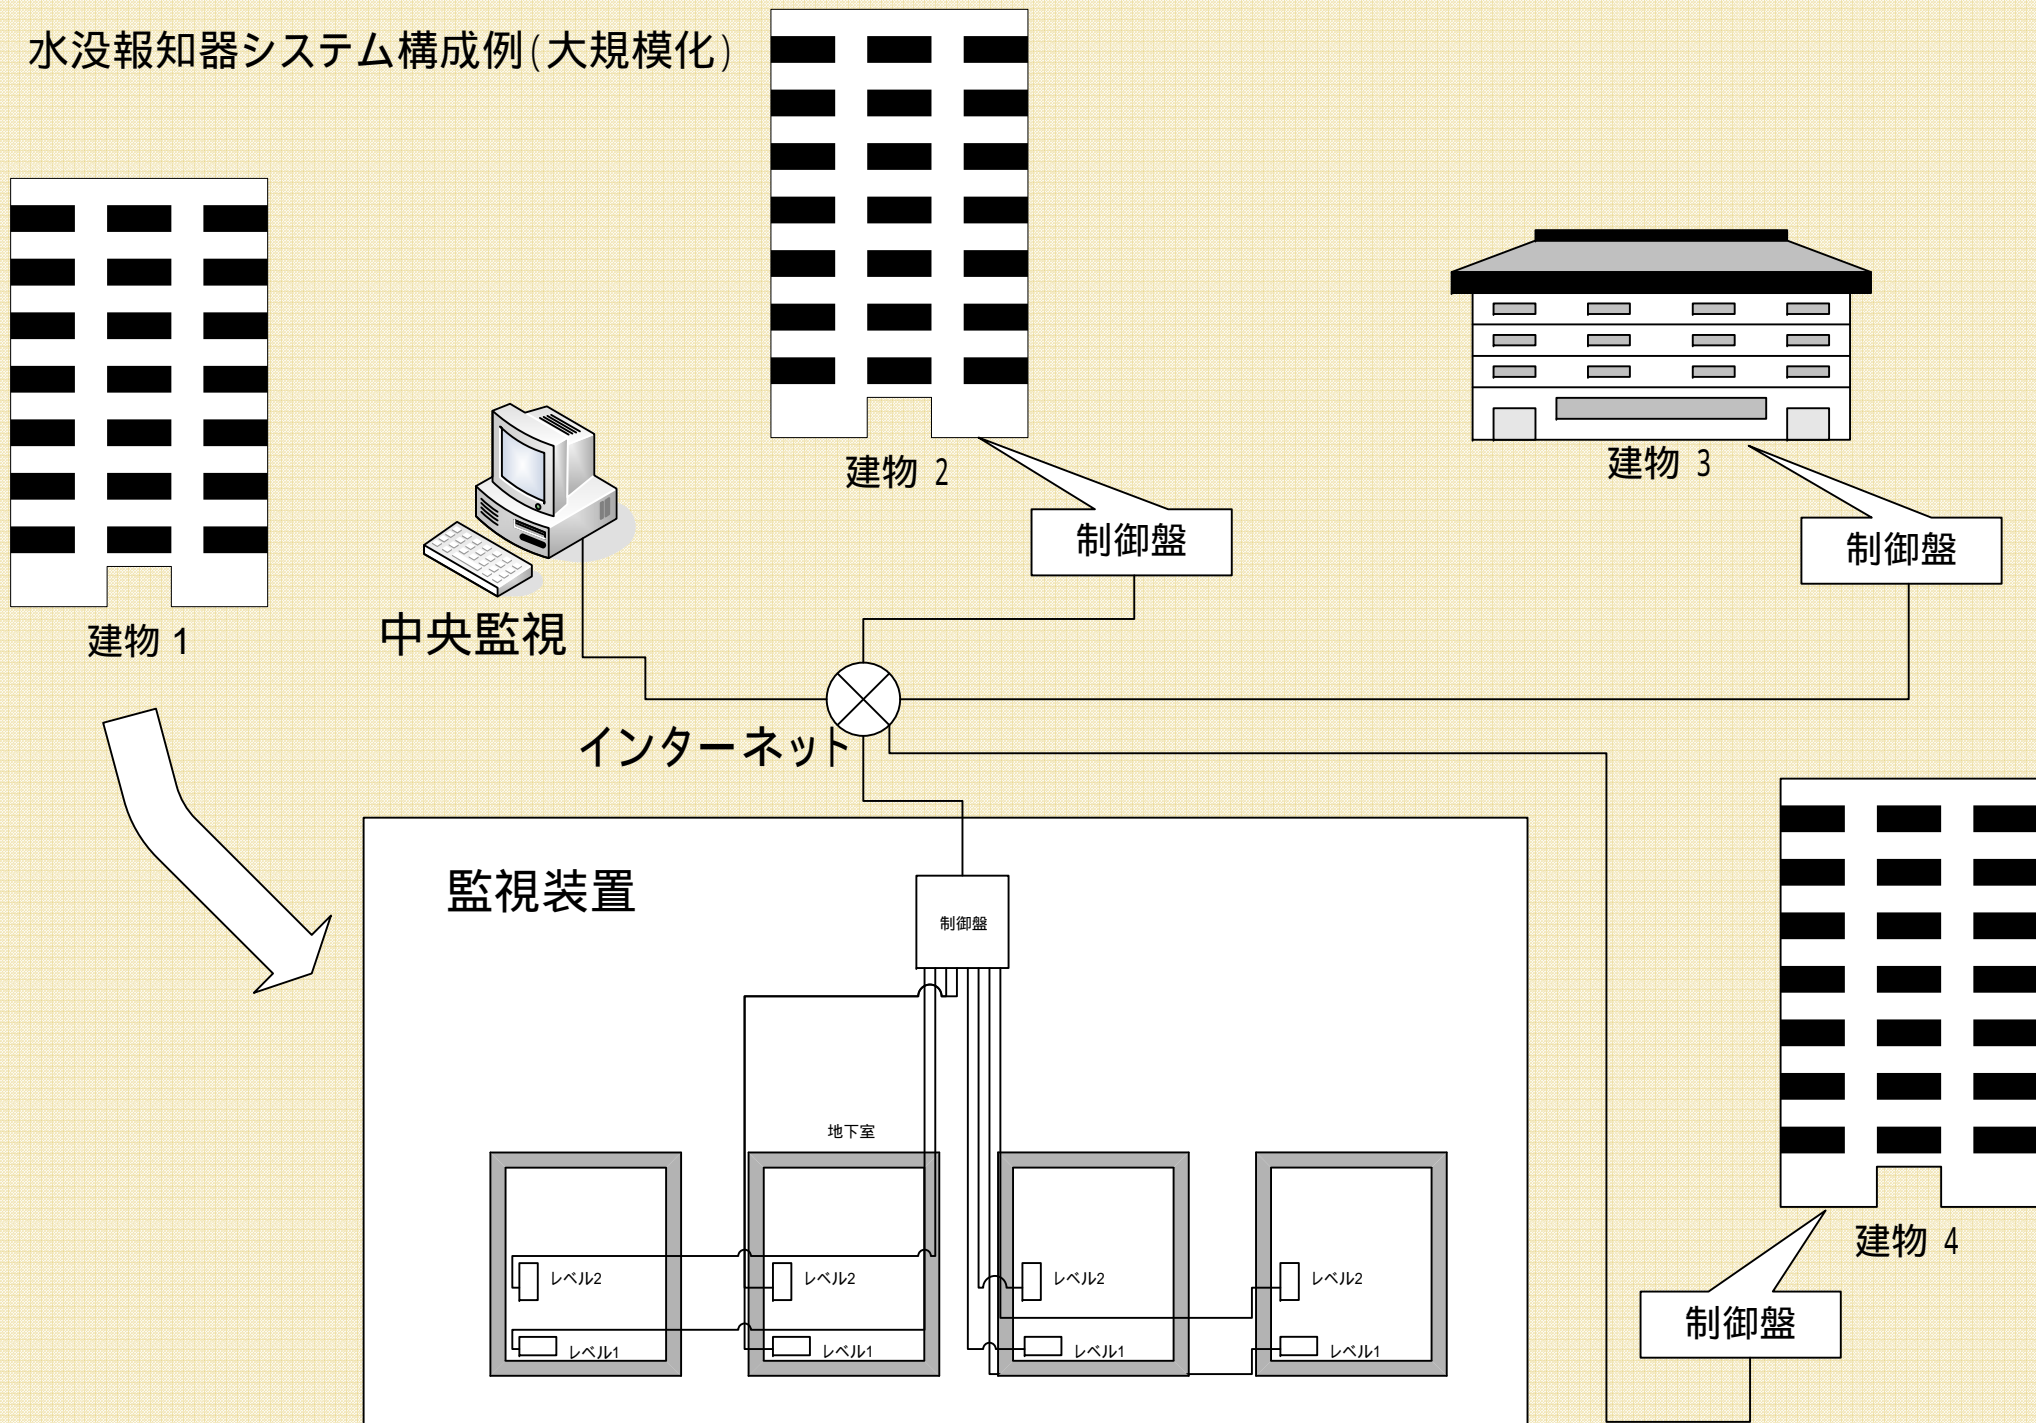 水没報知器システム構成例(大規模化)
建物 2
建物 3
制御盤
制御盤
中央監視
建物 1
インターネット
監視装置
制御盤
地下室
レベル2
レベル2
レベル2
レベル2
レベル1
レベル1
レベル1
レベル1
建物 4
制御盤